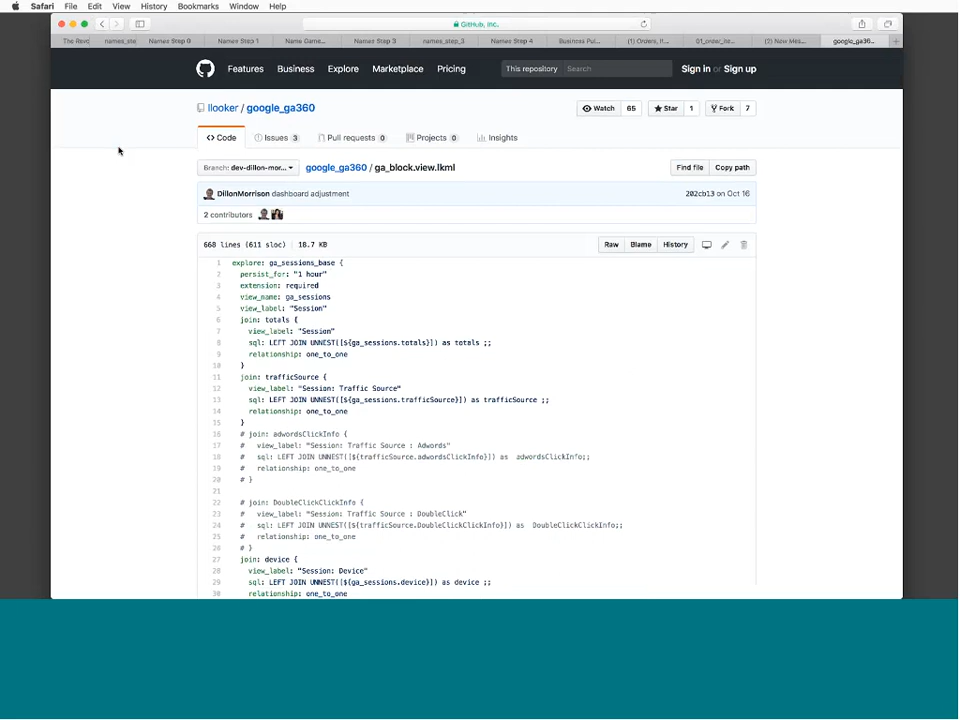 Safari File Edit View History Bookmarks Window Help
GitHub, Inc.
The Revo names_ste Names Step 0 Names Step 1 Name Game... Names Step 3 names_step_3 Names Step 4 Business Pul... (1) Orders, It... 01_order_ite... (2) New Mes... google_ga36...
Features Business Explore Marketplace Pricing This repository Search Sign in or Sign up
llooker / google_ga360 Watch 65 Star 1 Fork 7
Code Issues 3 Pull requests 0 Projects 0 Insights
Branch: dev-dillon-mor... google_ga360 / ga_block.view.lkml Find file Copy path
DillonMorrison dashboard adjustment 202cb13 on Oct 16
2 contributors
668 lines (611 sloc) 18.7 KB Raw Blame History
1 explore: ga_sessions_base {
2 persist_for: "1 hour"
3 extension: required
4 view_name: ga_sessions
5 view_label: "Session"
6 join: totals {
7 view_label: "Session"
8 sql: LEFT JOIN UNNEST([${ga_sessions.totals}]) as totals ;;
9 relationship: one_to_one
10 }
11 join: trafficSource {
12 view_label: "Session: Traffic Source"
13 sql: LEFT JOIN UNNEST([${ga_sessions.trafficSource}]) as trafficSource ;;
14 relationship: one_to_one
15 }
16 # join: adwordsClickInfo {
17 # view_label: "Session: Traffic Source : Adwords"
18 # sql: LEFT JOIN UNNEST([${trafficSource.adwordsClickInfo}]) as adwordsClickInfo;;
19 # relationship: one_to_one
20 # }
21
22 # join: DoubleClickClickInfo {
23 # view_label: "Session: Traffic Source : DoubleClick"
24 # sql: LEFT JOIN UNNEST([${trafficSource.DoubleClickClickInfo}]) as DoubleClickClickInfo;;
25 # relationship: one_to_one
26 # }
27 join: device {
28 view_label: "Session: Device"
29 sql: LEFT JOIN UNNEST([${ga_sessions.device}]) as device ;;
30 relationship: one_to_one